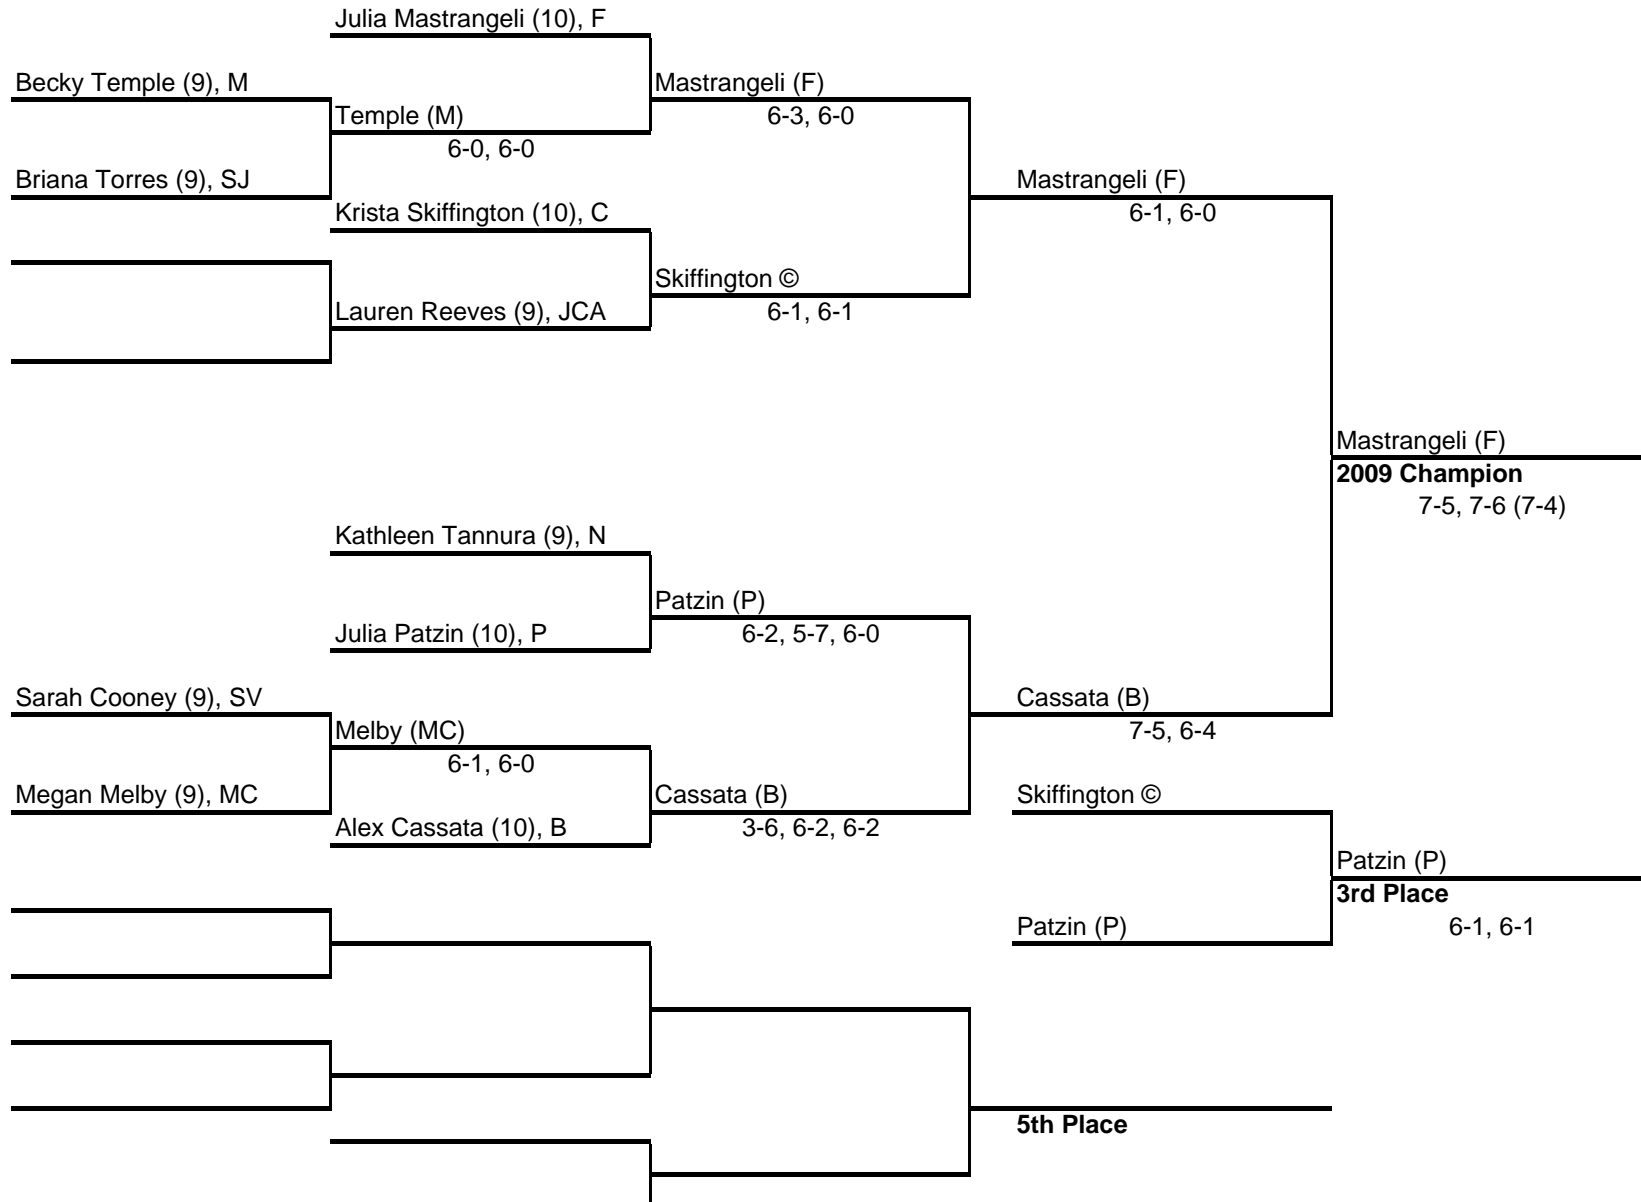 Julia Mastrangeli (10), F
Becky Temple (9), M
Mastrangeli (F)
Temple (M)
6-3, 6-0
6-0, 6-0
Briana Torres (9), SJ
Mastrangeli (F)
Krista Skiffington (10), C
6-1, 6-0
Skiffington ©
Lauren Reeves (9), JCA
6-1, 6-1
Mastrangeli (F)
2009 Champion
7-5, 7-6 (7-4)
Kathleen Tannura (9), N
Patzin (P)
Julia Patzin (10), P
6-2, 5-7, 6-0
Sarah Cooney (9), SV
Cassata (B)
Melby (MC)
7-5, 6-4
6-1, 6-0
Megan Melby (9), MC
Cassata (B)
Skiffington ©
Alex Cassata (10), B
3-6, 6-2, 6-2
Patzin (P)
3rd Place
Patzin (P)
6-1, 6-1
5th Place